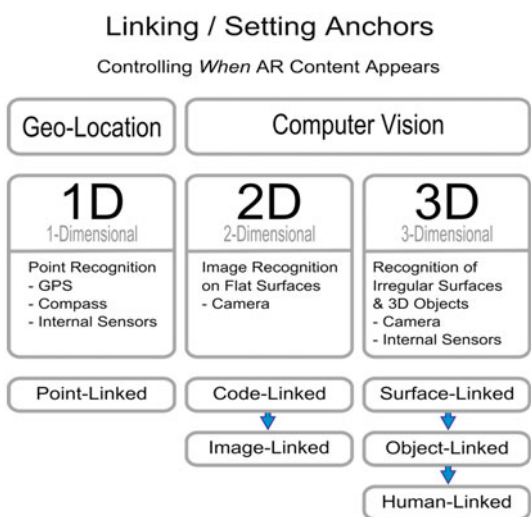 Linking / Setting Anchors
Controlling When AR Content Appears
Geo-Location
Computer Vision
1D
1-Dimensional
Point Recognition
- GPS
- Compass
- Internal Sensors
2D
2-Dimensional
Image Recognition
on Flat Surfaces
- Camera
3D
3-Dimensional
Recognition of
Irregular Surfaces
& 3D Objects
- Camera
- Internal Sensors
Point-Linked
Code-Linked
Image-Linked
Surface-Linked
Object-Linked
Human-Linked